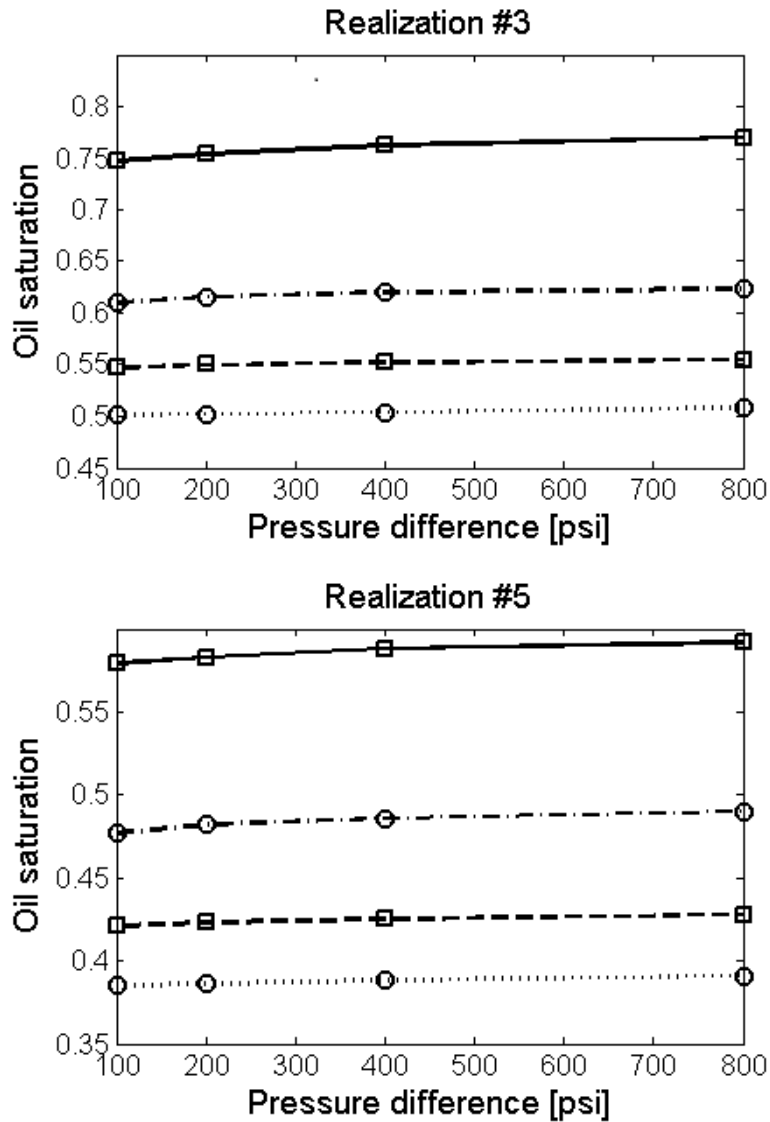 Realization #3
0.8
0.75
0.7
0.65
0.6
0.55
0.5
0.45
Oil saturation
100 200 300 400 500 600 700 800
Pressure difference [psi]
Realization #5
0.55
0.5
0.45
0.4
0.35
Oil saturation
100 200 300 400 500 600 700 800
Pressure difference [psi]